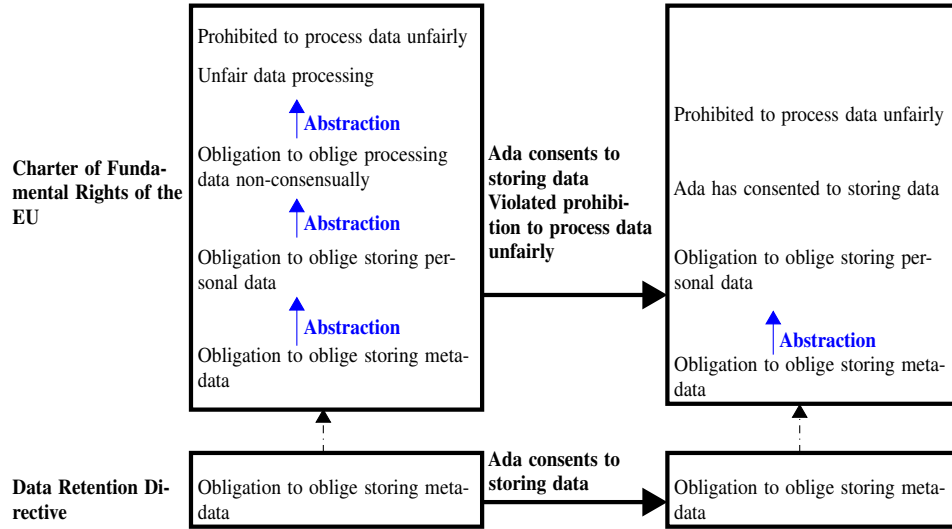 Prohibited to process data unfairly
Unfair data processing
Abstraction
Obligation to oblige processing
data non-consensually
Abstraction
Obligation to oblige storing per-
sonal data
Abstraction
Obligation to oblige storing meta-
data
Charter of Funda-
mental Rights of the
EU
Ada consents to
storing data
Violated prohibi-
tion to process data
unfairly
Prohibited to process data unfairly
Ada has consented to storing data
Obligation to oblige storing per-
sonal data
Abstraction
Obligation to oblige storing meta-
data
Data Retention Di-
rective
Obligation to oblige storing meta-
data
Ada consents to
storing data
Obligation to oblige storing meta-
data